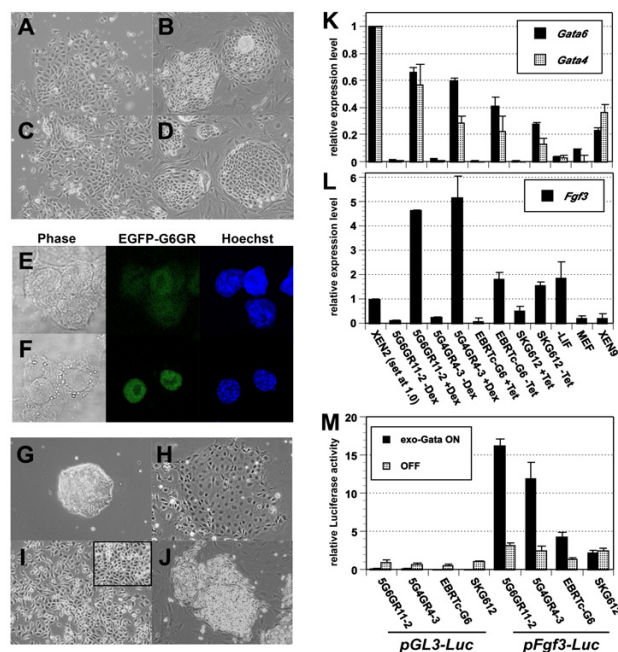 A
B
C
D
Phase
EGFP-G6GR
Hoechst
E
F
G
H
I
J
K
relative expression level
1
0.8
0.6
0.4
0.2
0
Gata6
Gata4
L
relative expression level
6
5
4
3
2
1
0
Fgf3
XEN2 (set at 1.0)
5G6GR11-2 -Dex
5G6GR11-2 +Dex
5G4GR4-3 -Dex
5G4GR4-3 +Dex
EBRTc-G6 +Tet
EBRTc-G6 -Tet
SKG612 +Tet
SKG612 -Tet
-LIF
MEF
XEN9
M
relative Luciferase activity
20
15
10
5
0
exo-Gata ON
OFF
5G6GR11-2
5G4GR4-3
EBRTc-G6
SKG612
5G6GR11-2
5G4GR4-3
EBRTc-G6
SKG612
pGL3-Luc
pFgf3-Luc